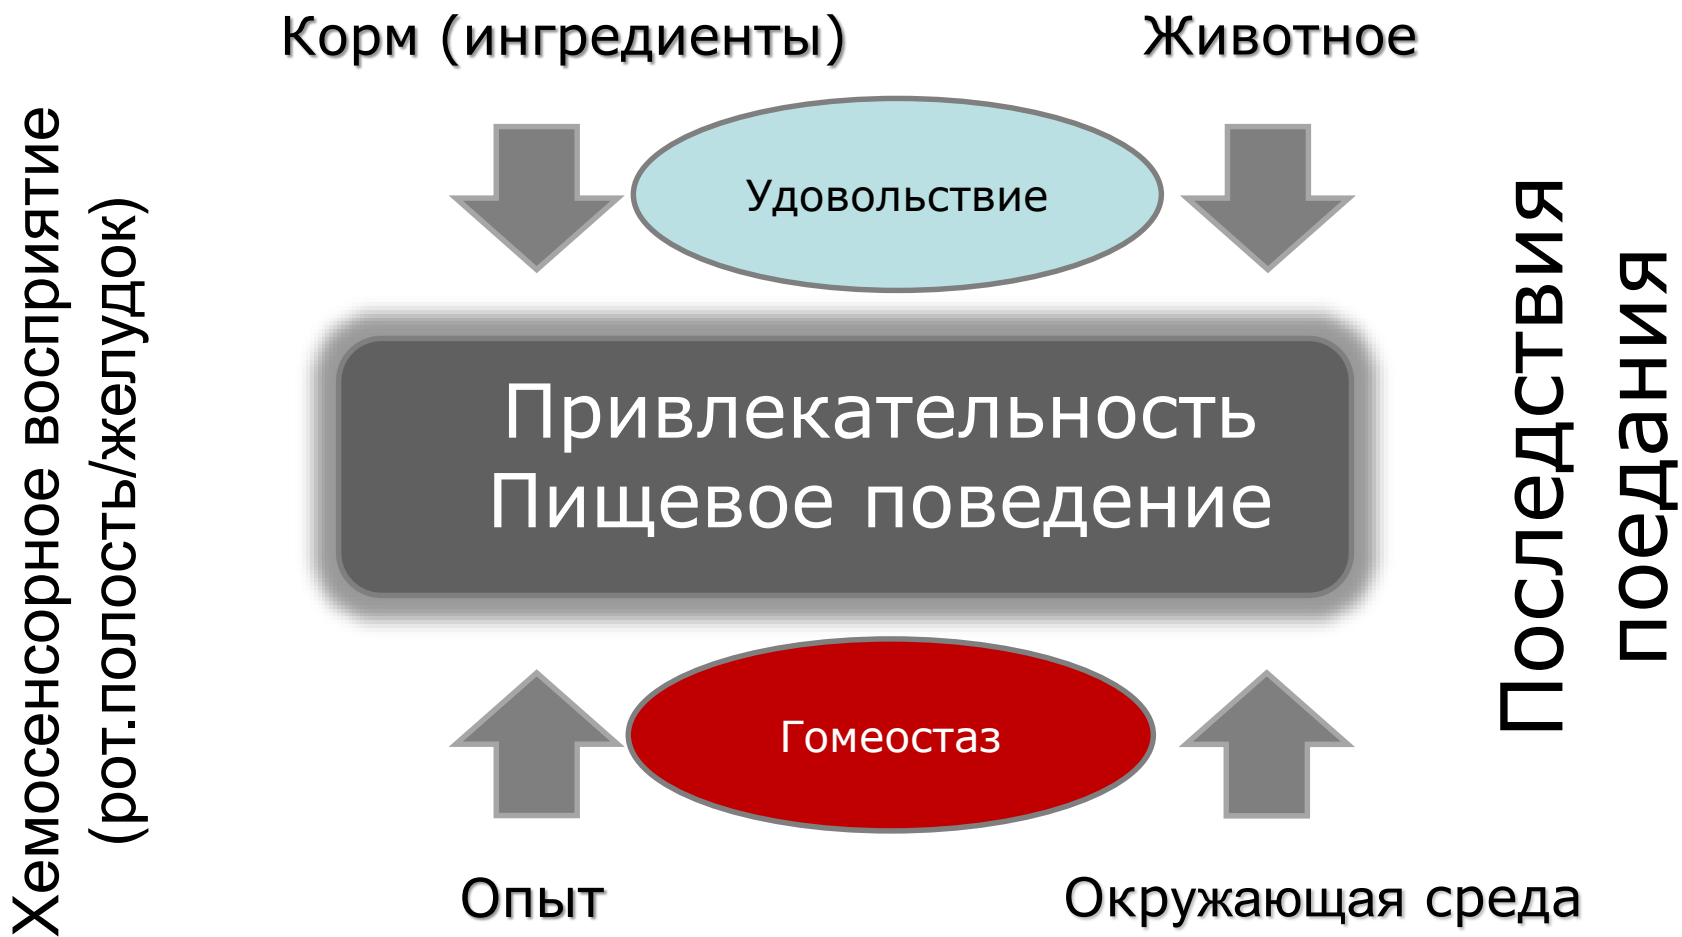 Корм (ингредиенты)
Животное
Хемосенсорное восприятие
(рот.полость/желудок)
Удовольствие
Привлекательность
Пищевое поведение
Гомеостаз
Последствия
поедания
Опыт
Окружающая среда